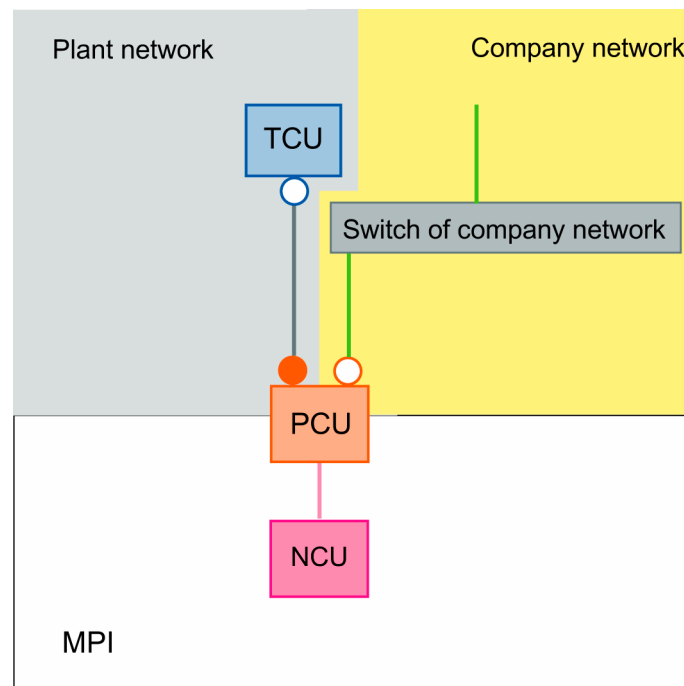 Plant network
Company network
TCU
Switch of company network
PCU
NCU
MPI